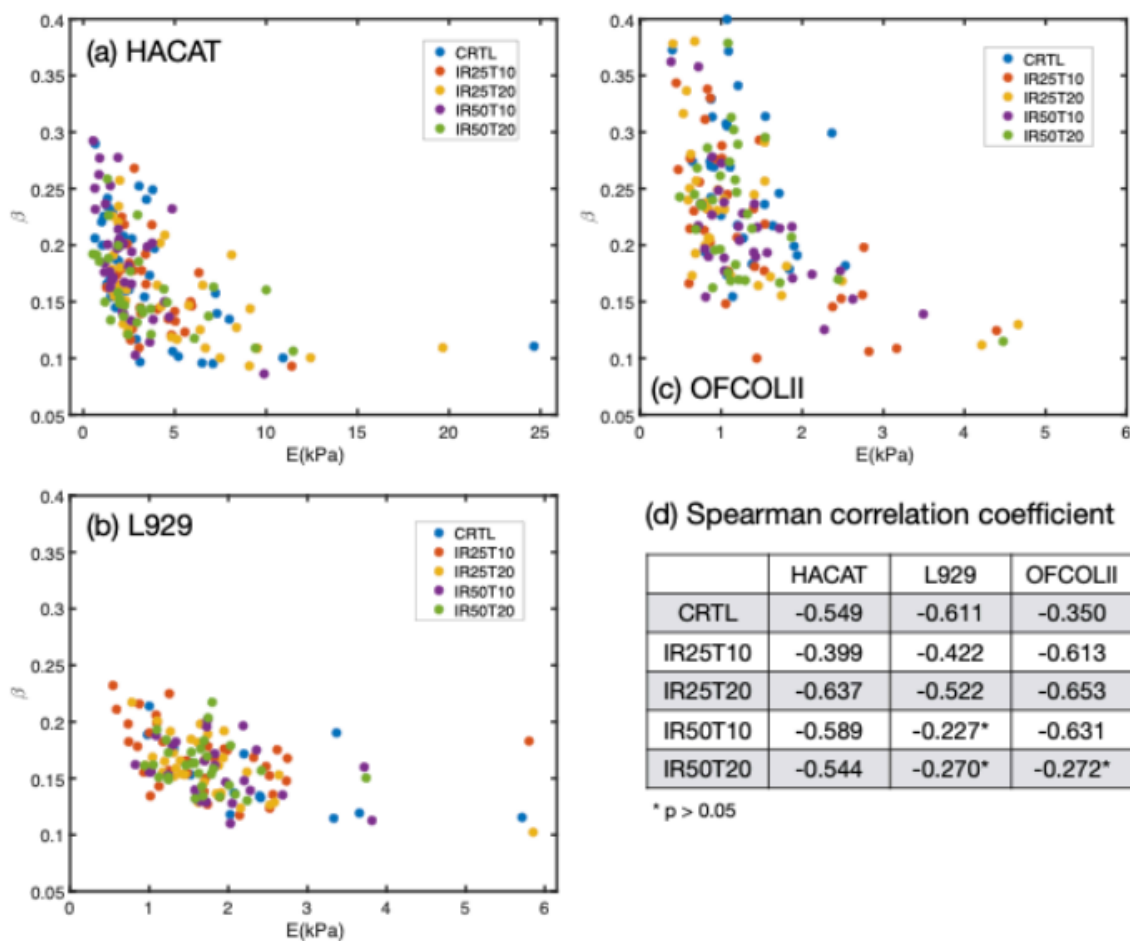 (a) HACAT
CRTL
IR25T10
IR25T20
IR50T10
IR50T20
0.4
0.35
0.3
0.25
0.2
0.15
0.1
0.05
β
0 5 10 15 20 25
E(kPa)
CRTL
IR25T10
IR25T20
IR50T10
IR50T20
(c) OFCOLII
0.4
0.35
0.3
0.25
0.2
0.15
0.1
0.05
β
0 1 2 3 4 5 6
E(kPa)
(b) L929
CRTL
IR25T10
IR25T20
IR50T10
IR50T20
0.4
0.35
0.3
0.25
0.2
0.15
0.1
0.05
β
0 1 2 3 4 5 6
E(kPa)
(d) Spearman correlation coefficient
HACAT L929 OFCOLII
CRTL -0.549 -0.611 -0.350
IR25T10 -0.399 -0.422 -0.613
IR25T20 -0.637 -0.522 -0.653
IR50T10 -0.589 -0.227* -0.631
IR50T20 -0.544 -0.270* -0.272*
* p > 0.05